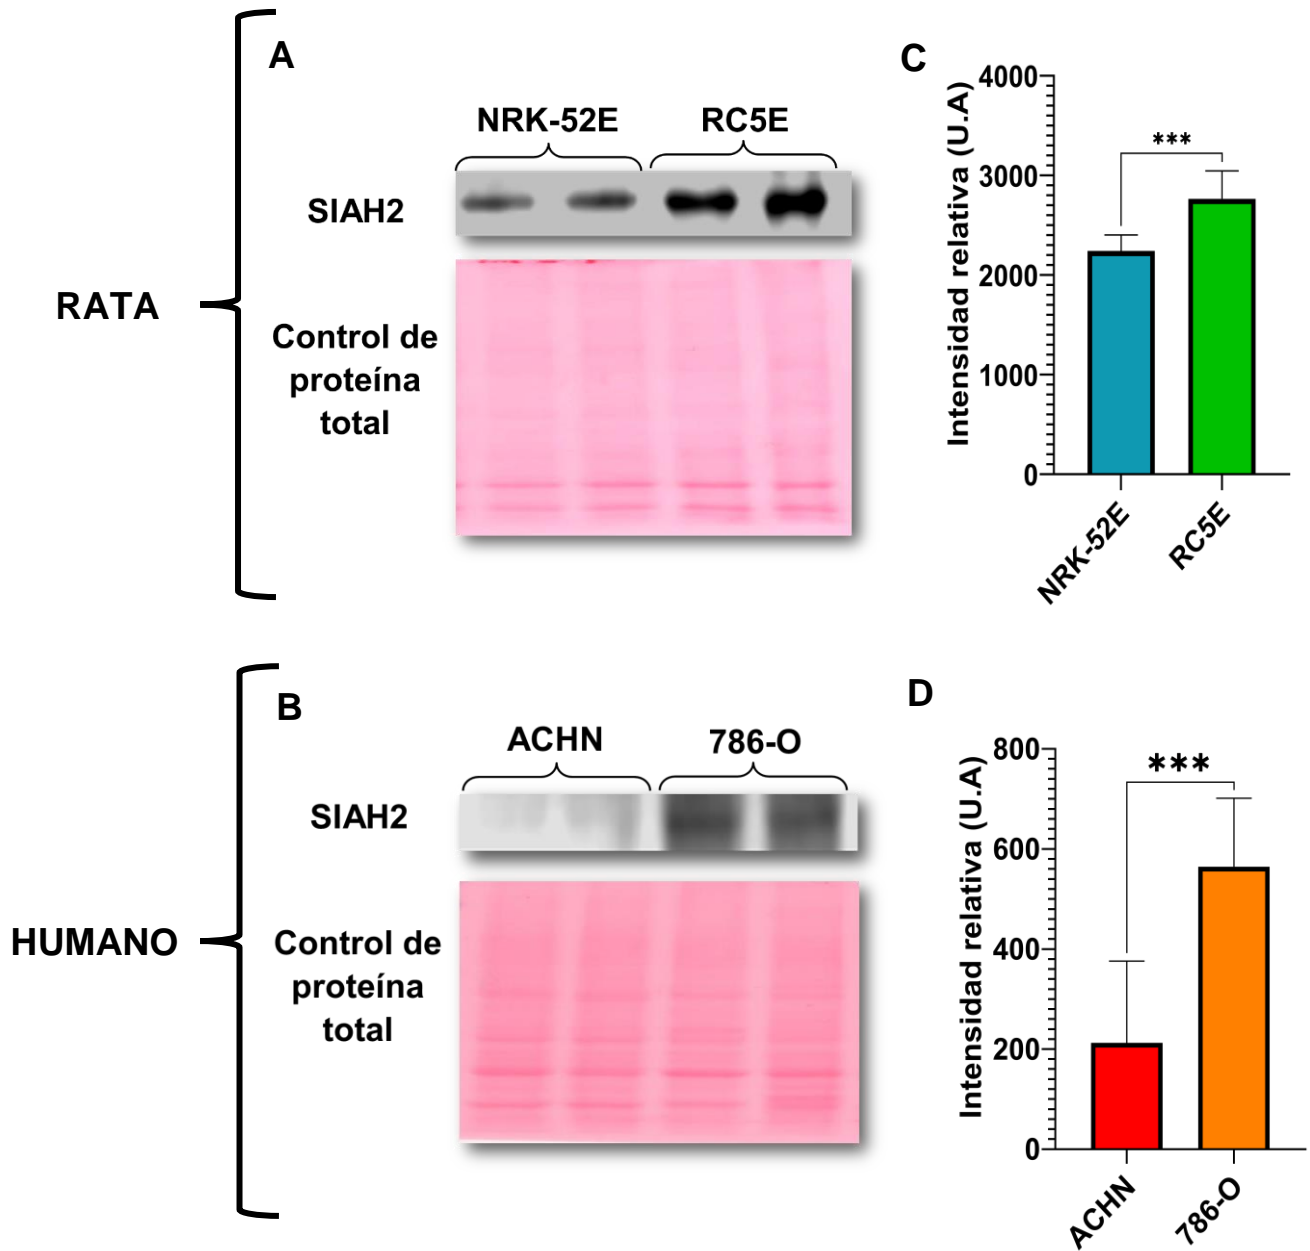 RATA
A
NRK-52E
RC5E
SIAH2
Control de
proteína
total
C
Intensidad relativa (U.A)
4000
3000
2000
1000
0
***
NRK-52E
RC5E
HUMANO
B
ACHN
786-O
SIAH2
Control de
proteína
total
D
Intensidad relativa (U.A)
800
600
400
200
0
***
ACHN
786-O